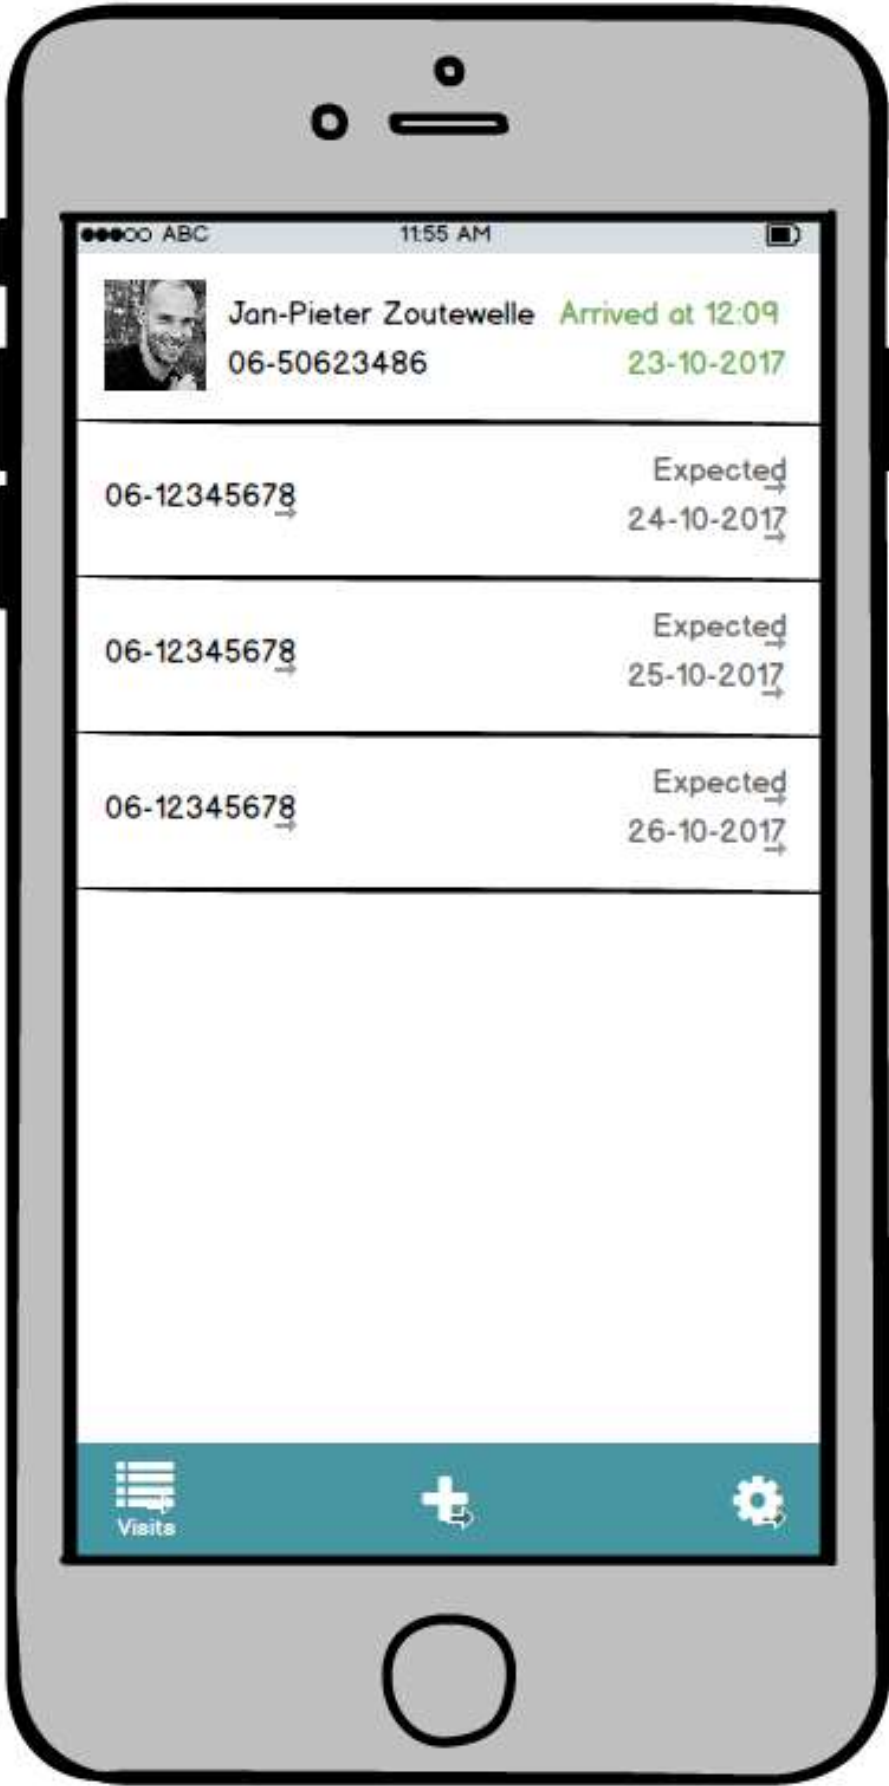 ABC 11:55 AM
Jan-Pieter Zoutewelle Arrived at 12:09
06-50623486 23-10-2017
06-12345678 Expected
24-10-2017
06-12345678 Expected
25-10-2017
06-12345678 Expected
26-10-2017
Visits